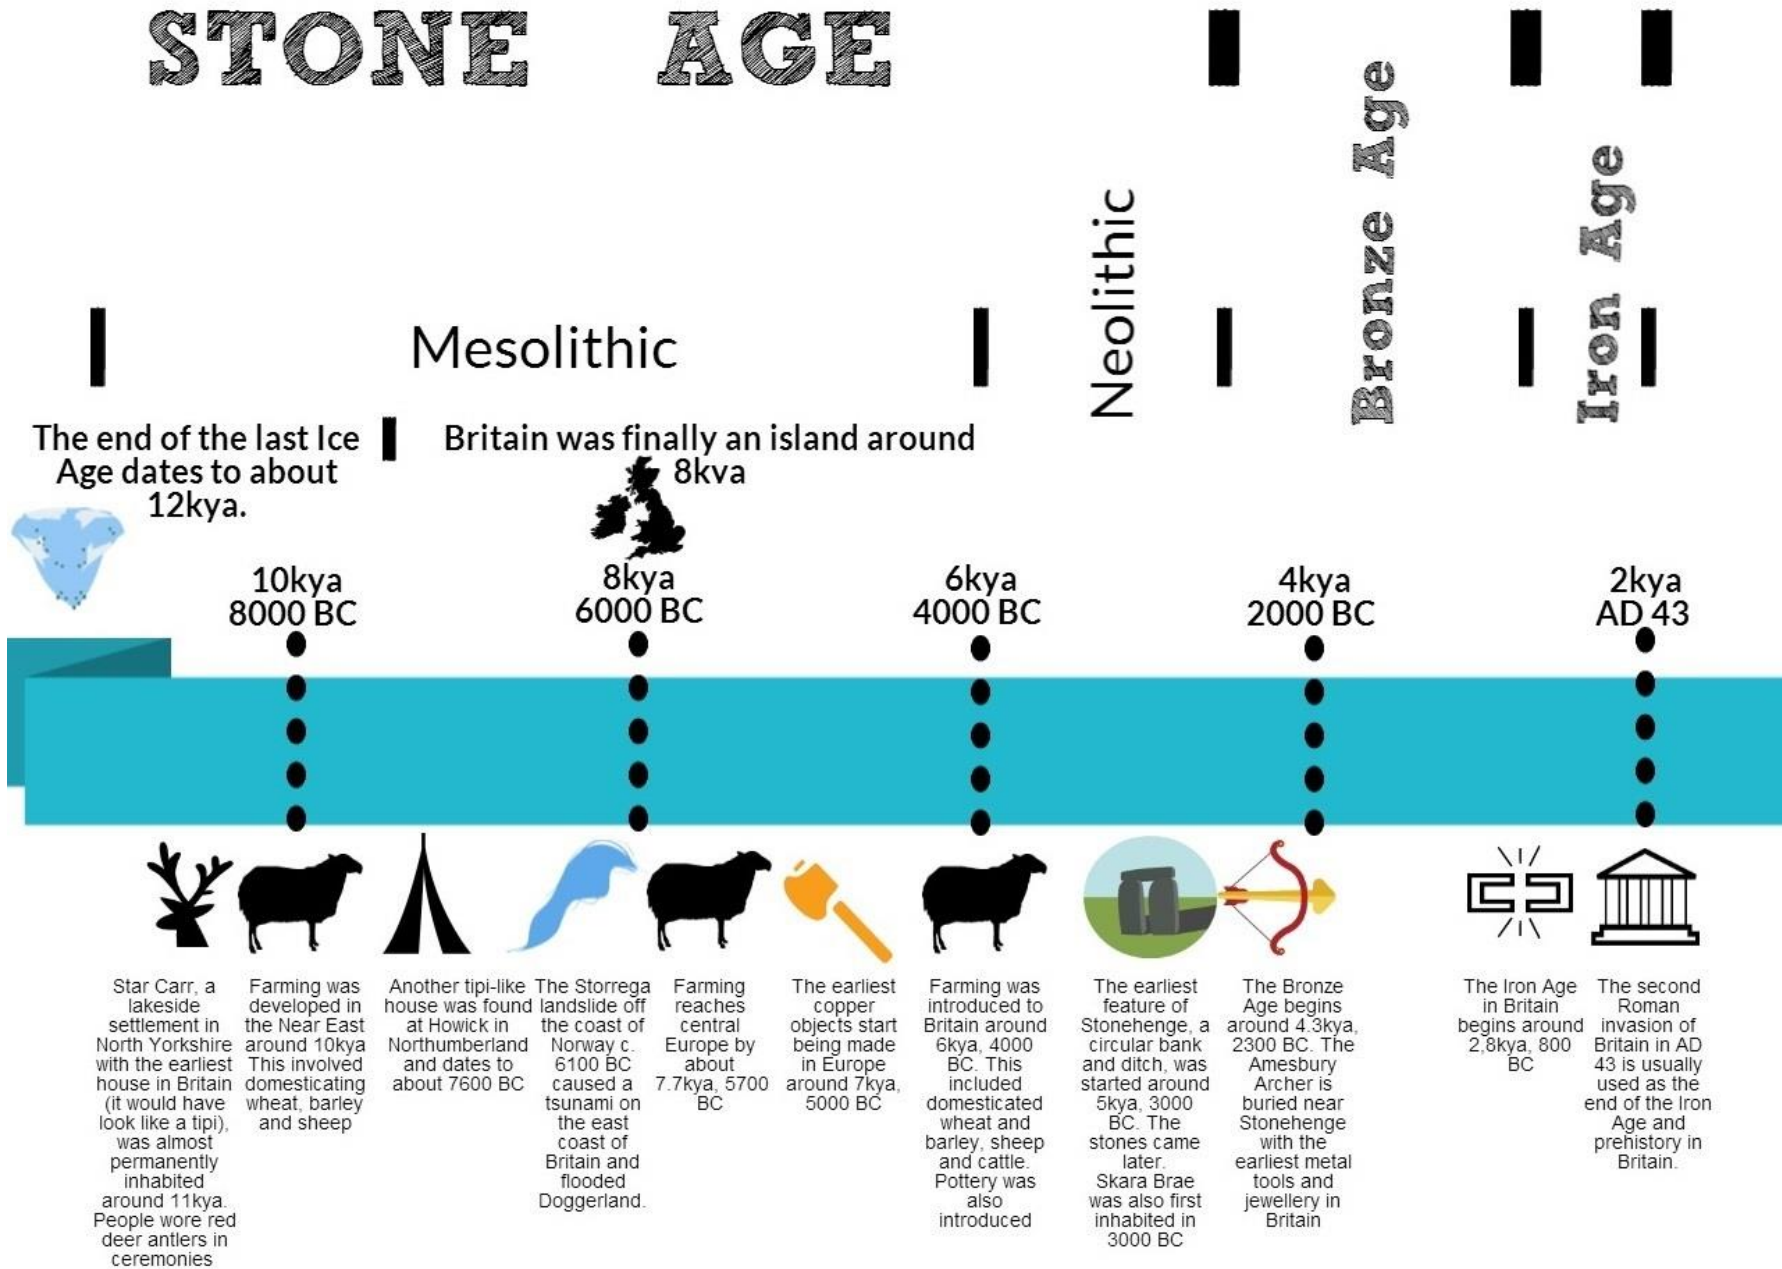 STONE AGE
Bronze Age
Iron Age
Neolithic
Mesolithic
The end of the last Ice
Age dates to about
12kya.
Britain was finally an island around
8kva
10kya
8000 BC
8kya
6000 BC
6kya
4000 BC
4kya
2000 BC
2kya
AD 43
Star Carr, a
lakeside
settlement in
North Yorkshire
with the earliest
house in Britain
(it would have
look like a tipi),
was almost
permanently
inhabited
around 11kya.
People wore red
deer antlers in
ceremonies
Farming was
developed in
the Near East
around 10kya
This involved
domesticating
wheat, barley
and sheep
Another tipi-like
house was found
at Howick in
Northumberland
and dates to
about 7600 BC
The Storrega
landslide off
the coast of
Norway c.
6100 BC
caused a
tsunami on
the east
coast of
Britain and
flooded
Doggerland.
Farming
reaches
central
Europe by
about
7.7kya, 5700
BC
The earliest
copper
objects start
being made
in Europe
around 7kya,
5000 BC
Farming was
introduced to
Britain around
6kya, 4000
BC. This
included
domesticated
wheat and
barley, sheep
and cattle.
Pottery was
also
introduced
The earliest
feature of
Stonehenge, a
circular bank
and ditch, was
started around
5kya, 3000
BC. The
stones came
later.
Skara Brae
was also first
inhabited in
3000 BC
The Bronze
Age begins
around 4.3kya,
2300 BC. The
Amesbury
Archer is
buried near
Stonehenge
with the
earliest metal
tools and
jewellery in
Britain
The Iron Age
in Britain
begins around
2,8kya, 800
BC
The second
Roman
invasion of
Britain in AD
43 is usually
used as the
end of the Iron
Age and
prehistory in
Britain.